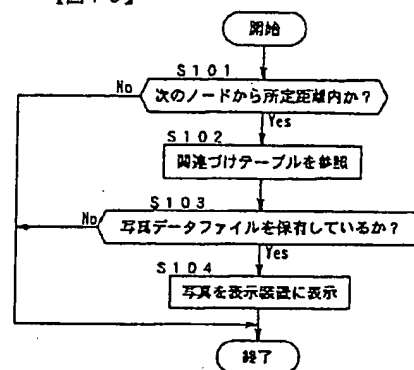 開始
S101
No
次のノードから所定距離内か?
Yes
S102
関連づけテーブルを参照
S103
No
写真データファイルを保有しているか?
Yes
S104
写真を表示装置に表示
終了